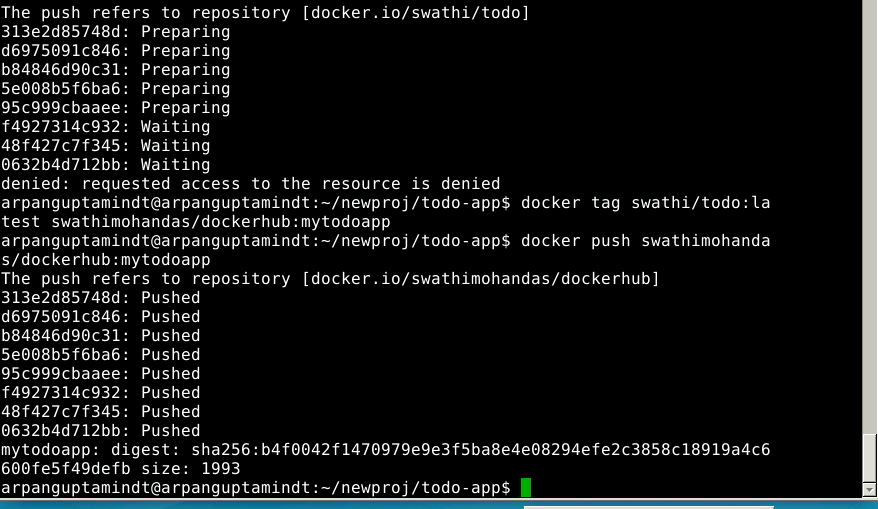 The push refers to repository [docker.io/swathi/todo]
313e2d85748d: Preparing
d6975091c846: Preparing
b84846d90c31: Preparing
5e008b5f6ba6: Preparing
95c999cbaaee: Preparing
f4927314c932: Waiting
48f427c7f345: Waiting
0632b4d712bb: Waiting
denied: requested access to the resource is denied
arpanguptamindt@arpanguptamindt:~/newproj/todo-app$ docker tag swathi/todo:la
test swathimohandas/dockerhub:mytodoapp
arpanguptamindt@arpanguptamindt:~/newproj/todo-app$ docker push swathimohanda
s/dockerhub:mytodoapp
The push refers to repository [docker.io/swathimohandas/dockerhub]
313e2d85748d: Pushed
d6975091c846: Pushed
b84846d90c31: Pushed
5e008b5f6ba6: Pushed
95c999cbaaee: Pushed
f4927314c932: Pushed
48f427c7f345: Pushed
0632b4d712bb: Pushed
mytodoapp: digest: sha256:b4f0042f1470979e9e3f5ba8e4e08294efe2c3858c18919a4c6
600fe5f49defb size: 1993
arpanguptamindt@arpanguptamindt:~/newproj/todo-app$